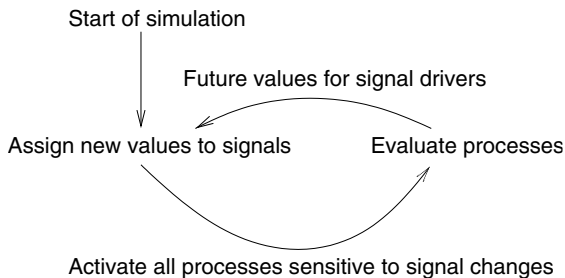 Start of simulation
Future values for signal drivers
Assign new values to signals
Evaluate processes
Activate all processes sensitive to signal changes